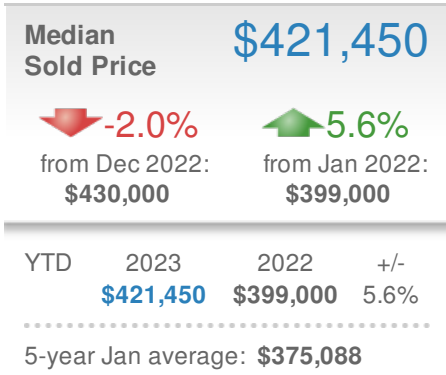 Median
Sold Price
$421,450
-2.0%
5.6%
from Dec 2022:
from Jan 2022:
$430,000
$399,000
YTD 2023 2022 +/-
$421,450 $399,000 5.6%
5-year Jan average: $375,088